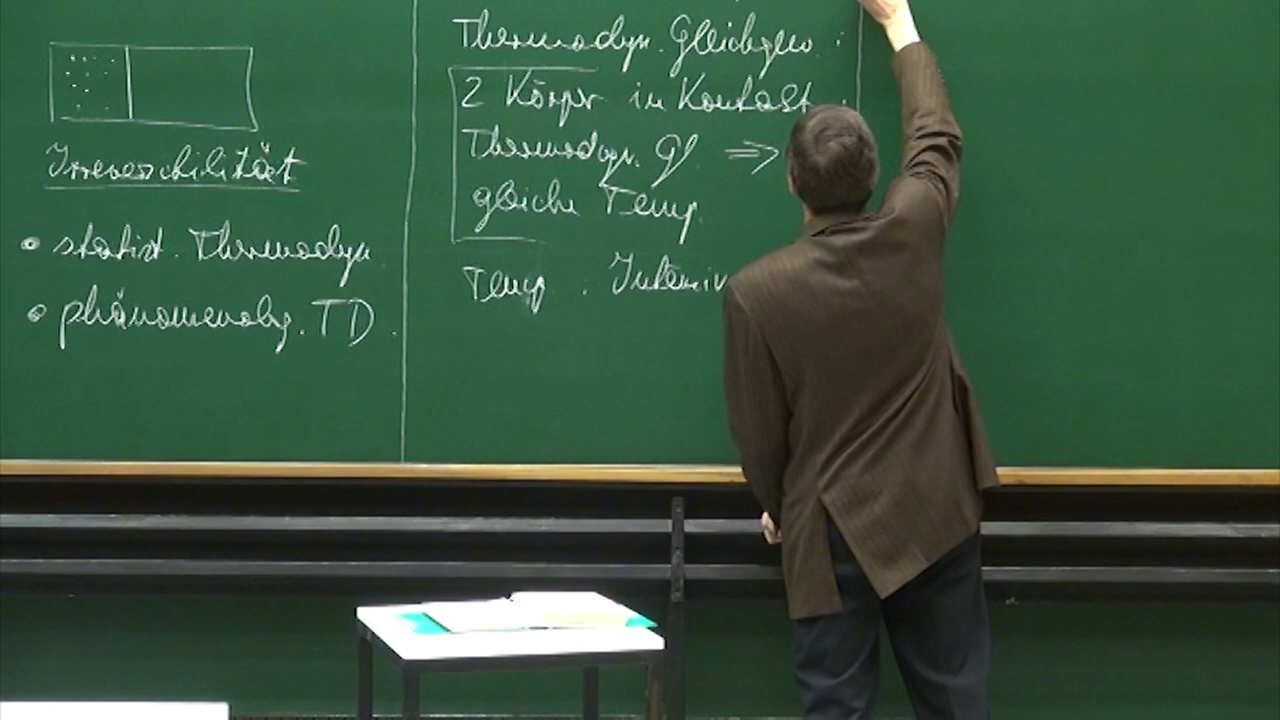 Irreversibilität
• statist. Thermodyn.
• phänomenolog. TD.
Thermodyn. Gleichgew. :
2 Körper in Kontakt.
Thermodyn. Gl. ⇒
gleiche Temp.
Temp. : Intensiv